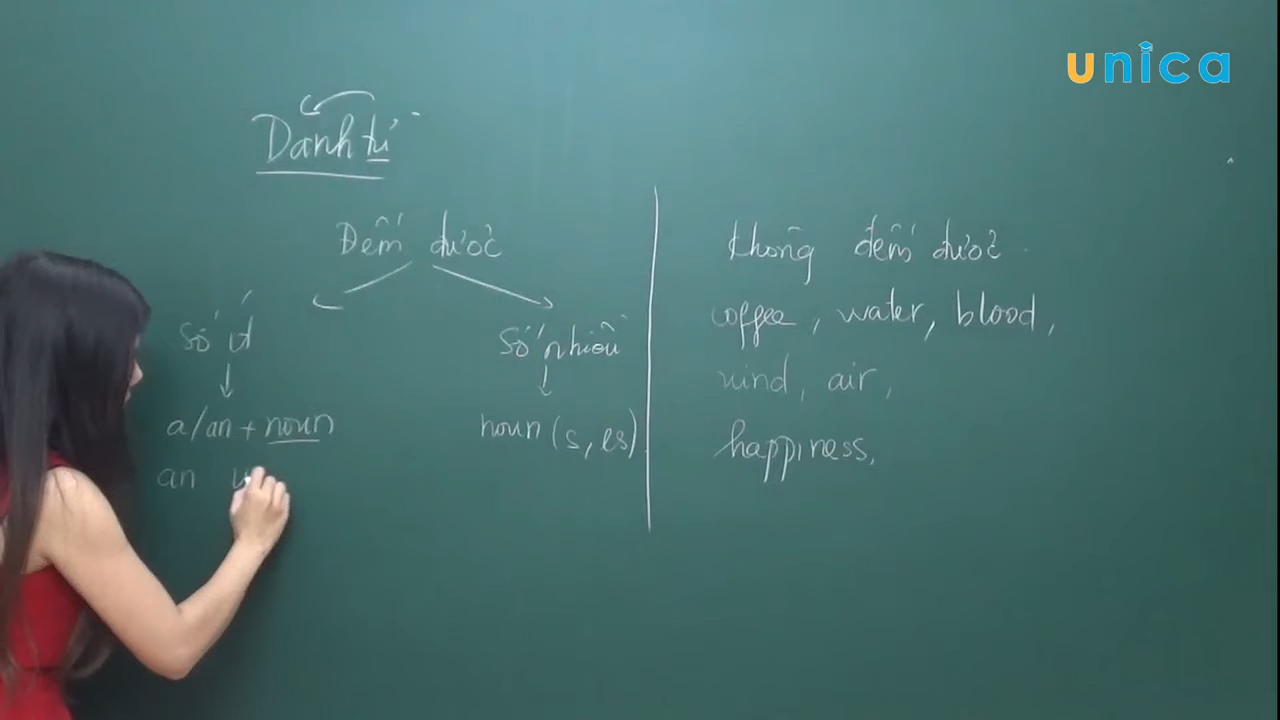 unica
Danh từ
Đếm được
Số ít
a/an + noun
an
Số nhiều
noun (s, es)
không đếm được
coffee, water, blood,
wind, air,
happiness,